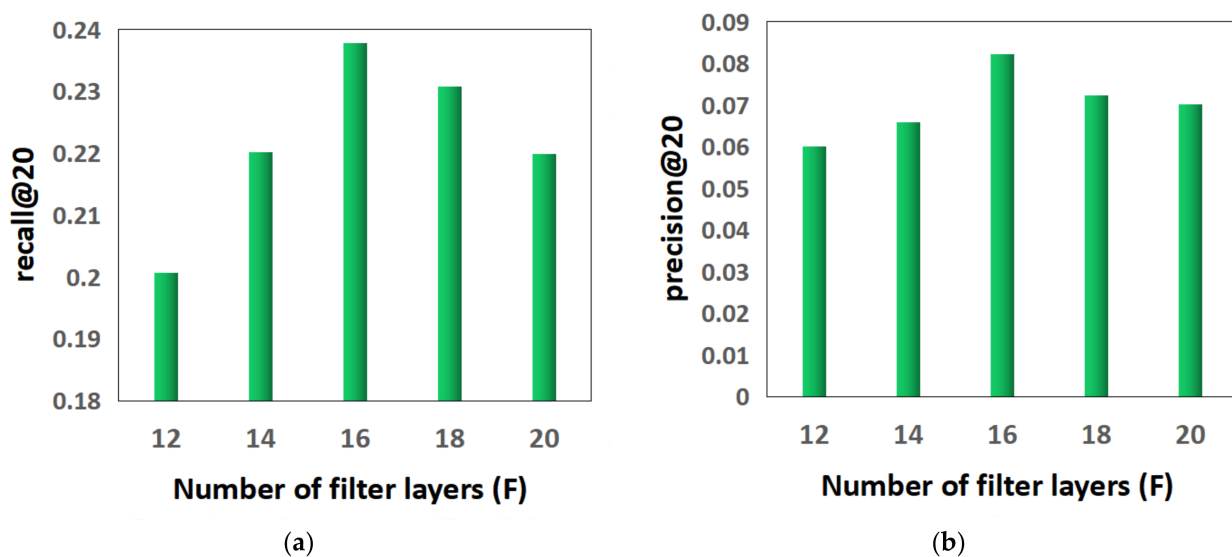 recall@20
0.24
0.23
0.22
0.21
0.2
0.19
0.18
12 14 16 18 20
Number of filter layers (F)
(a)
precision@20
0.09
0.08
0.07
0.06
0.05
0.04
0.03
0.02
0.01
0
12 14 16 18 20
Number of filter layers (F)
(b)